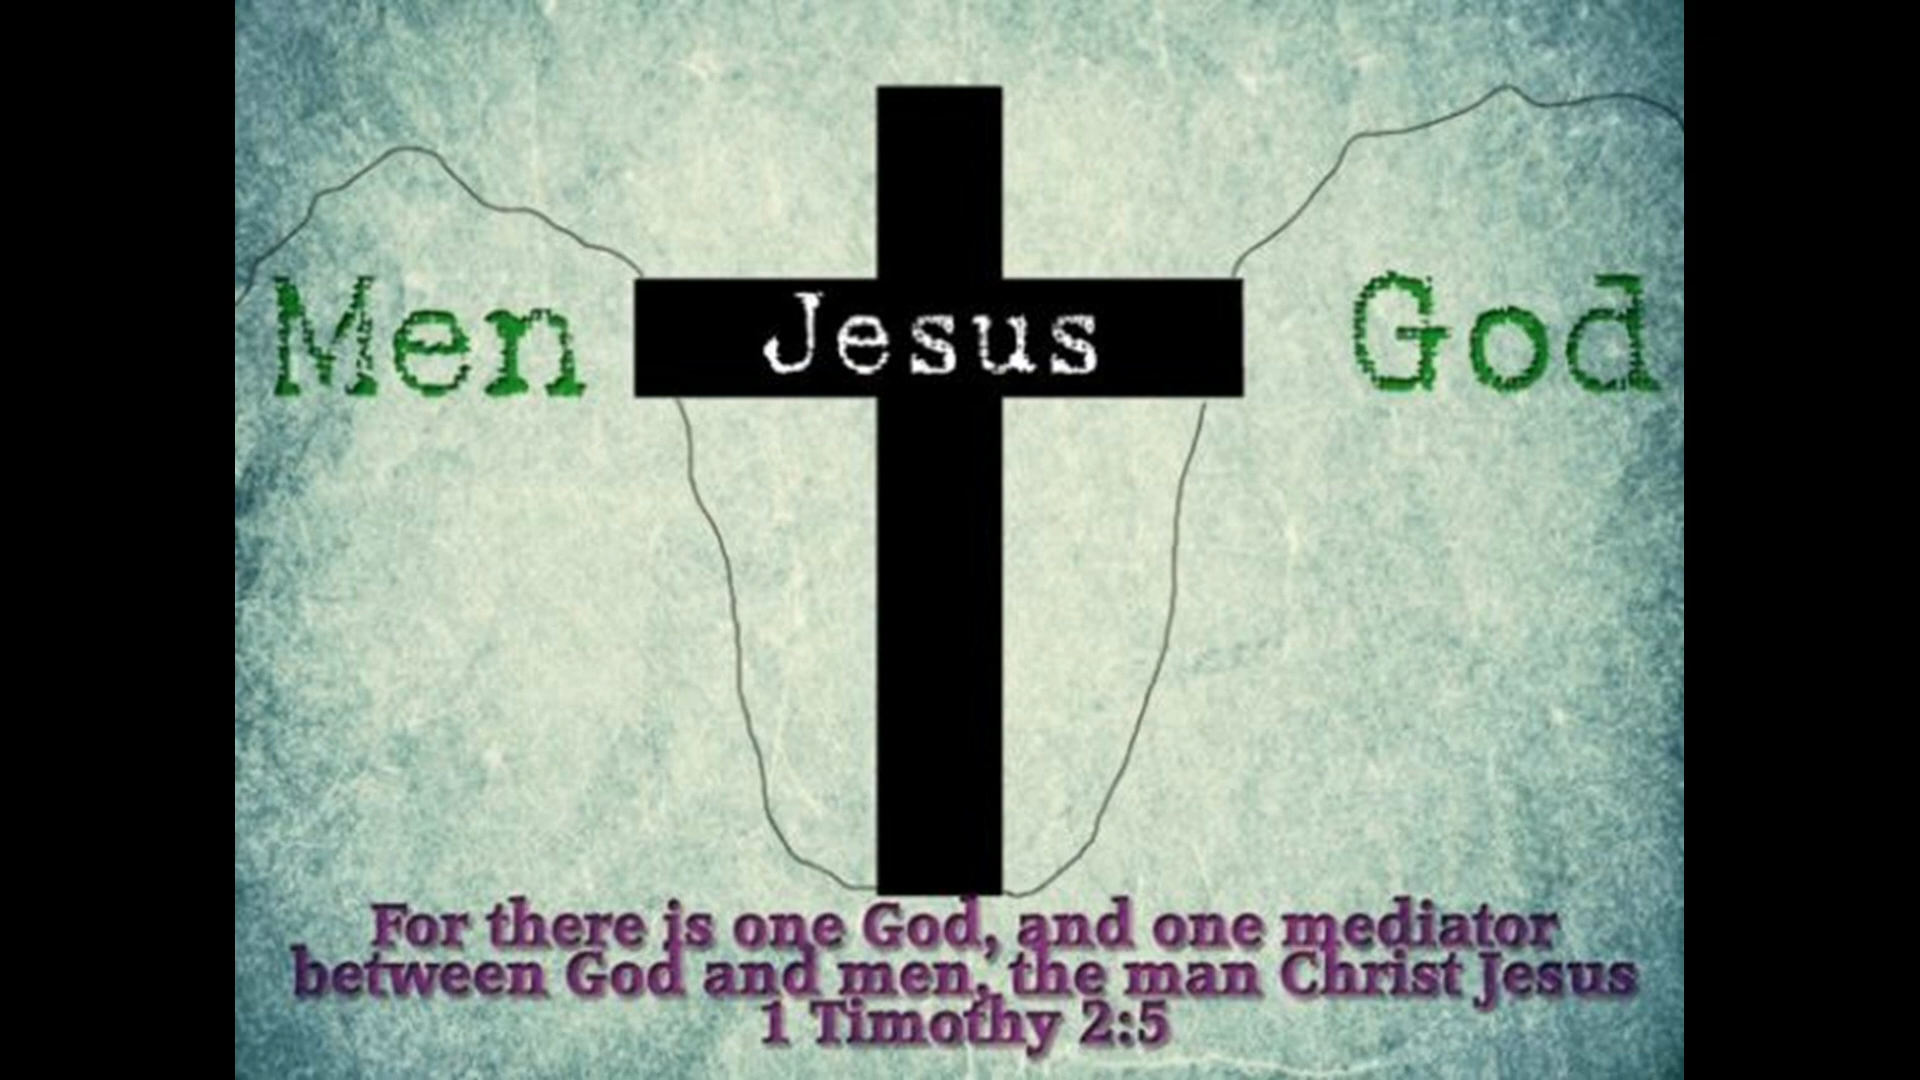 Men Jesus God
For there is one God, and one mediator
between God and men, the man Christ Jesus
1 Timothy 2:5